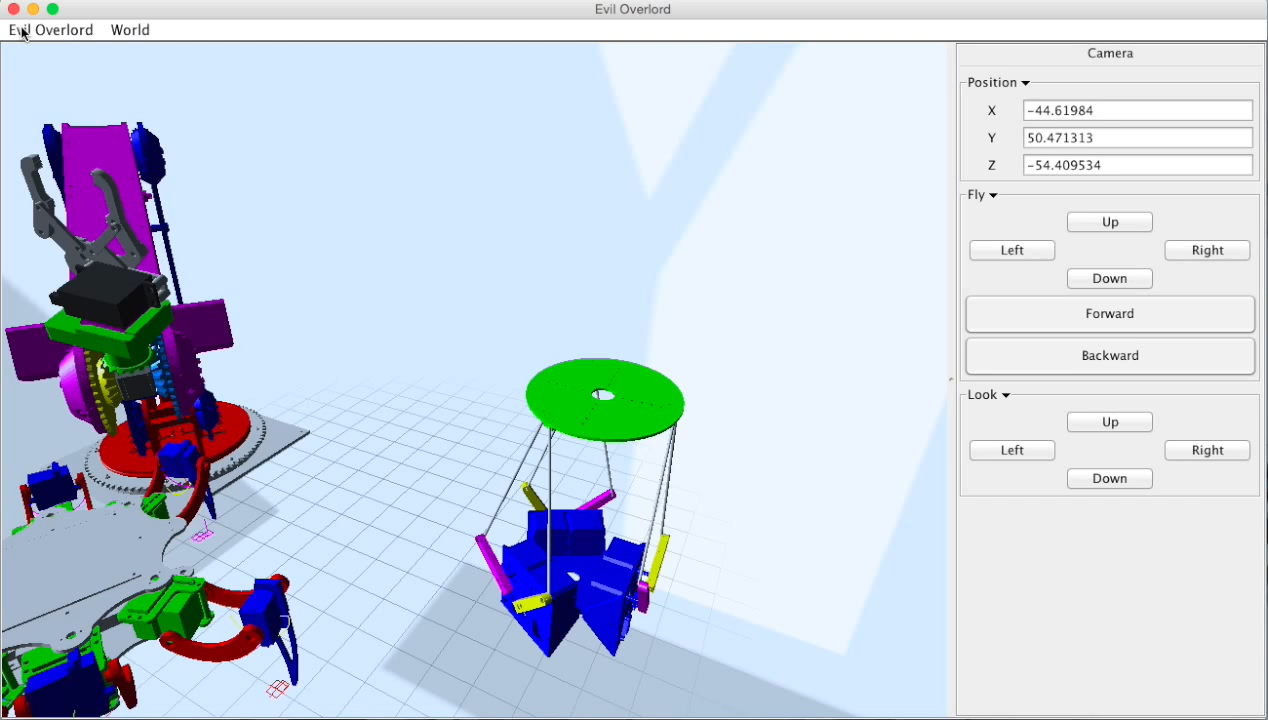 Evil Overlord
Evil Overlord World
Camera
Position
X -44.61984
Y 50.471313
Z -54.409534
Fly
Up
Left Right
Down
Forward
Backward
Look
Up
Left Right
Down